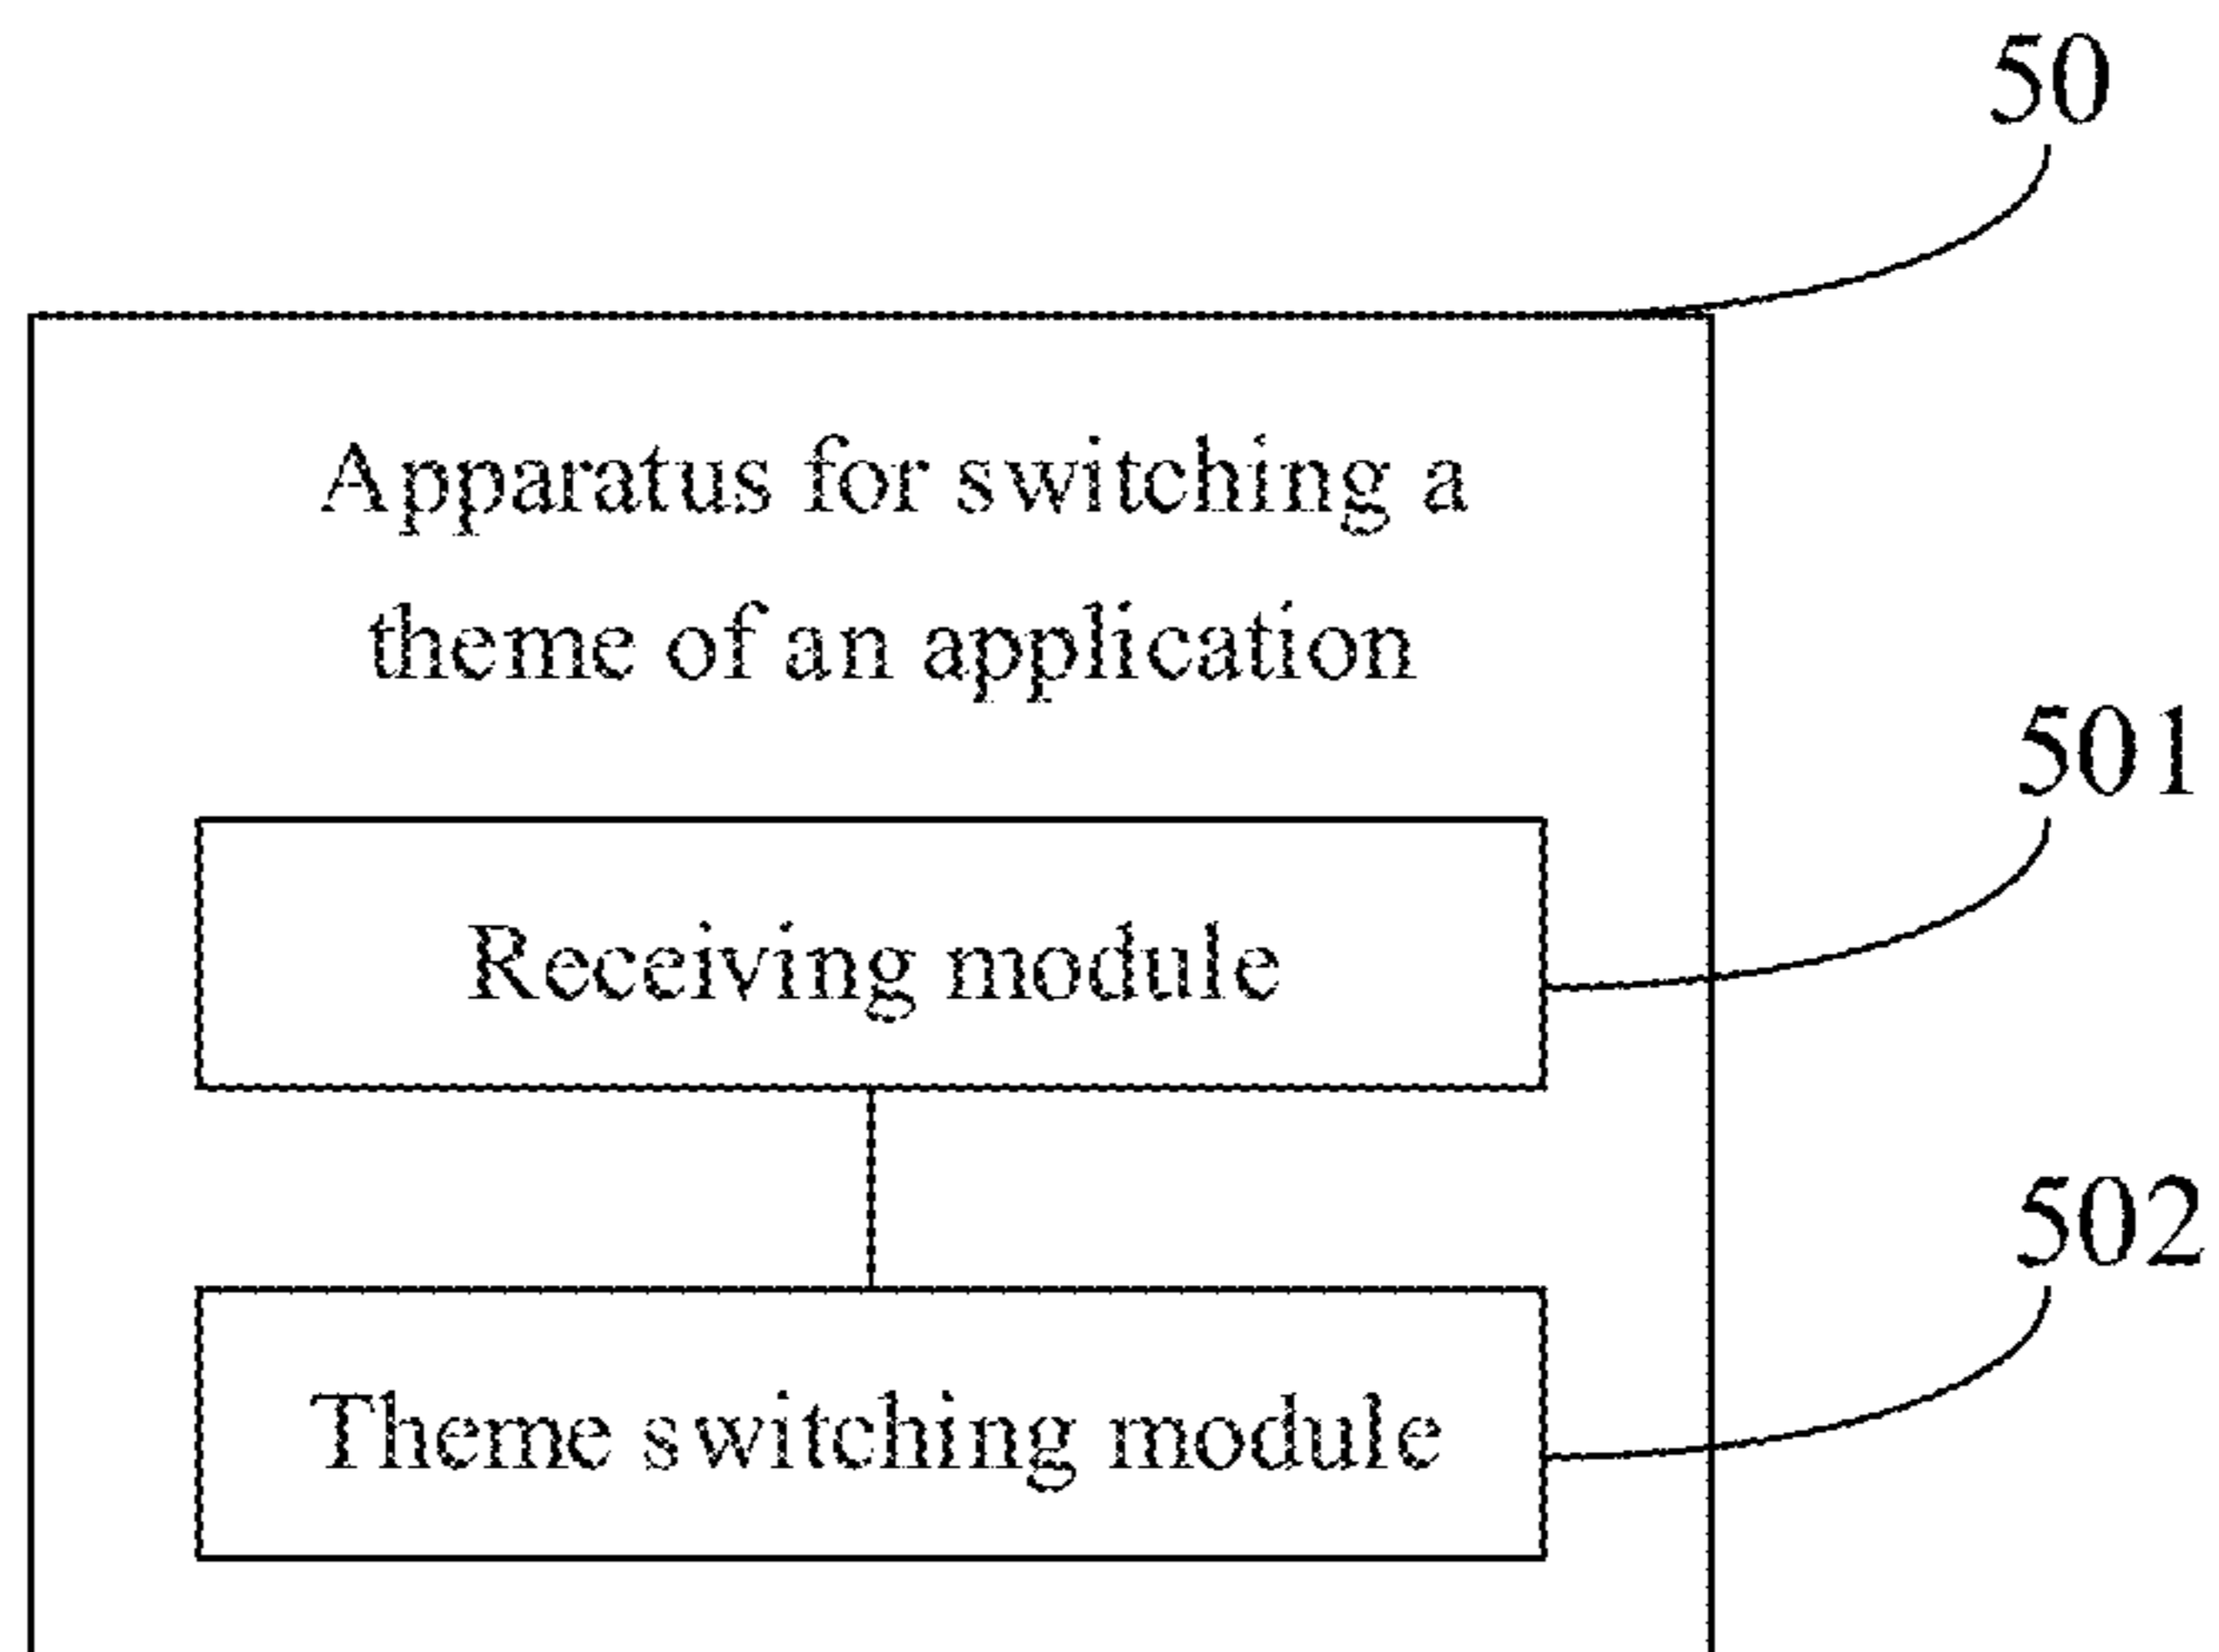 50
Apparatus for switching a
theme of an application
501
Receiving module
502
Theme switching module